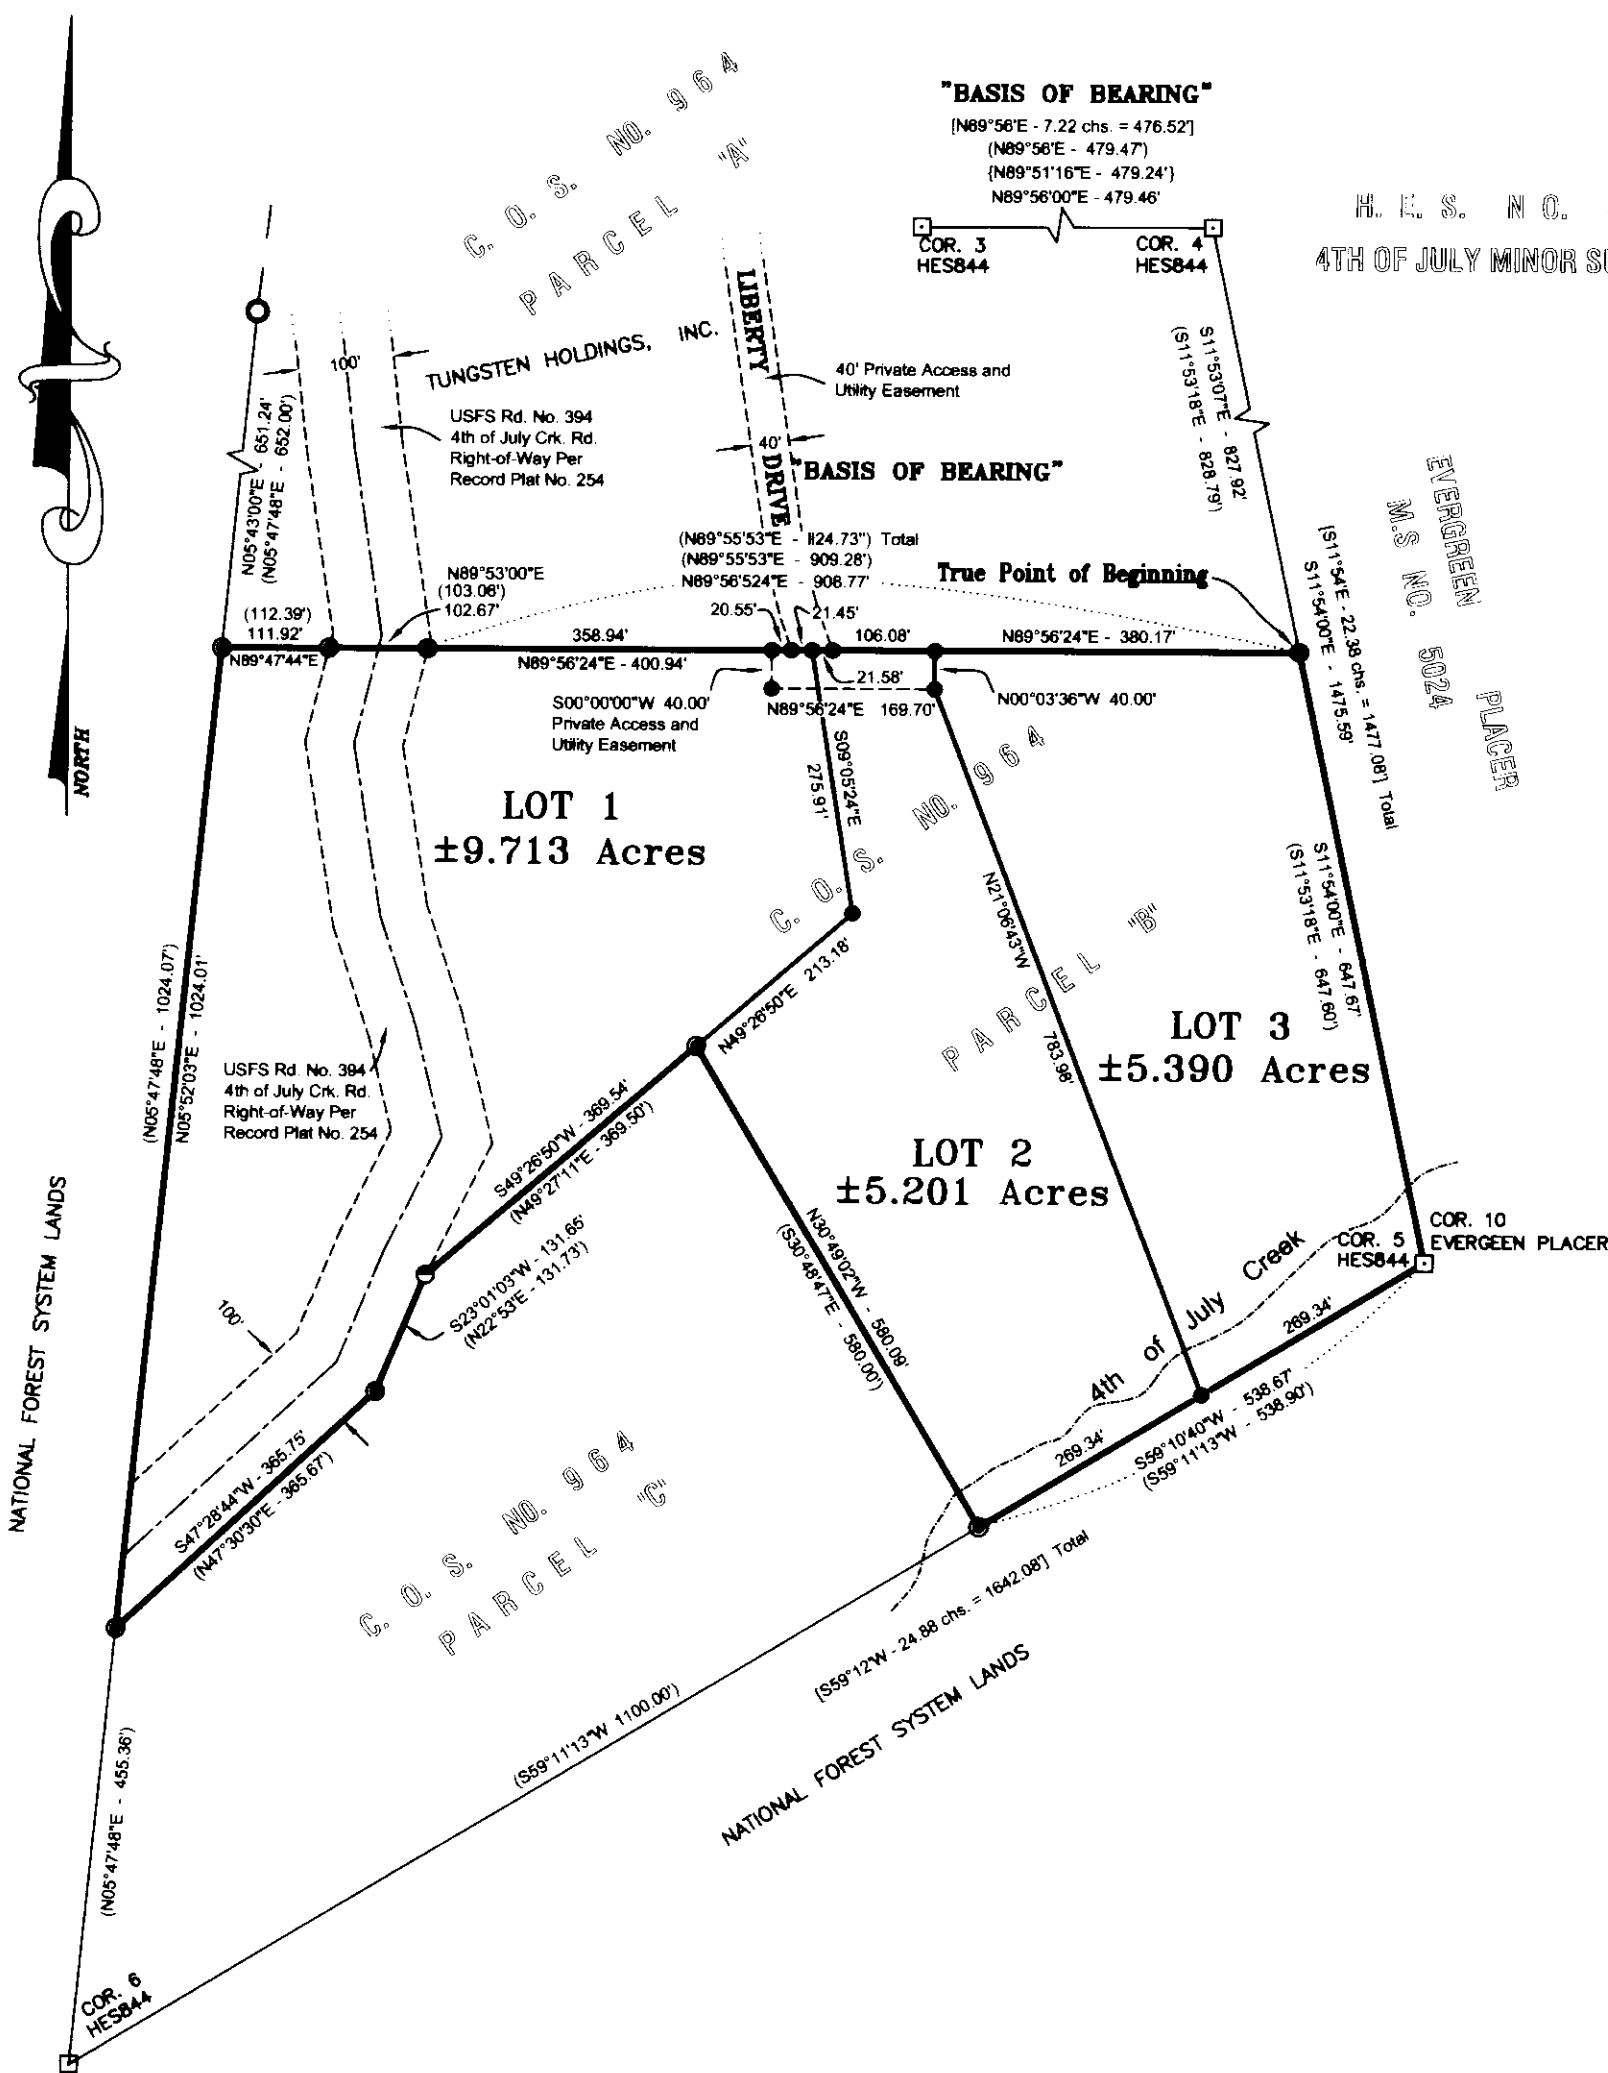 "BASIS OF BEARING"
[N89°56'E - 7.22 chs. = 476.52']
(N89°56'E - 479.47')
{N89°51'16"E - 479.24'}
N89°56'00"E - 479.46'
COR. 3
HES844
COR. 4
HES844
H. E. S. NO.
4TH OF JULY MINOR
C. O. S. NO. 964
PARCEL "A"
TUNGSTEN HOLDINGS, INC.
LIBERTY
DRIVE
40'
40' Private Access and
Utility Easement
100'
USFS Rd. No. 394
4th of July Crk. Rd.
Right-of-Way Per
Record Plat No. 254
N05°43'00"E - 651.24'
(N05°47'48"E - 652.00')
S11°53'07"E - 827.92'
(S11°53'18"E - 828.79')
"BASIS OF BEARING"
(N89°55'53"E - 1124.73") Total
(N89°55'53"E - 909.28')
N89°56'524"E - 908.77'
True Point of Beginning
EVERGREEN PLACER
M.S NO. 5024
[S11°54'E - 22.38 chs. = 1477.08'] Total
S11°54'00"E - 1475.59'
N89°53'00"E
(103.08')
102.67'
(112.39')
111.92'
N89°47'44"E
358.94'
N89°56'24"E - 400.94'
20.55'
21.45'
106.08'
N89°56'24"E - 380.17'
21.58'
S00°00'00"W 40.00'
Private Access and
Utility Easement
N89°56'24"E 169.70'
N00°03'36"W 40.00'
NORTH
LOT 1
±9.713 Acres
S09°05'24"E
275.91'
C. O. S. NO. 964
PARCEL "B"
N21°06'43"W
783.98'
S11°54'00"E - 647.67'
(S11°53'18"E - 647.60')
LOT 3
±5.390 Acres
N49°26'50"E 213.18'
(N05°47'48"E - 1024.07')
N05°52'03"E - 1024.01'
USFS Rd. No. 394
4th of July Crk. Rd.
Right-of-Way Per
Record Plat No. 254
S49°26'50"W - 369.54'
(N49°27'11"E - 369.50')
LOT 2
±5.201 Acres
N30°49'02"W - 580.09'
(S30°48'47"E - 580.00')
S23°01'03"W - 131.65'
(N22°53'E - 131.73')
COR. 10
EVERGEEN PLACER
COR. 5
HES844
4th of July Creek
269.34'
269.34'
S59°10'40"W - 538.67'
(S59°11'13"W - 538.90')
100'
S47°28'44"W - 365.75'
(N47°30'30"E - 365.67')
NATIONAL FOREST SYSTEM LANDS
C. O. S. NO. 964
PARCEL "C"
[S59°12'W - 24.88 chs. = 1642.08'] Total
(S59°11'13"W 1100.00')
NATIONAL FOREST SYSTEM LANDS
(N05°47'48"E - 455.36')
COR. 6
HES844